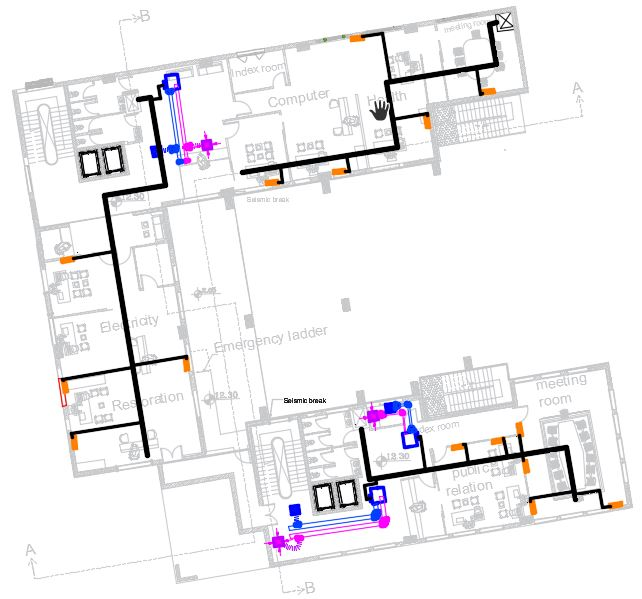 B
meeting room
Index room
A
Computer
Health
12.30
Seismic break
Electricity
Emergency ladder
meeting
room
Restoration
12.30
Seismic break
Index room
12.30
public
relation
A
B